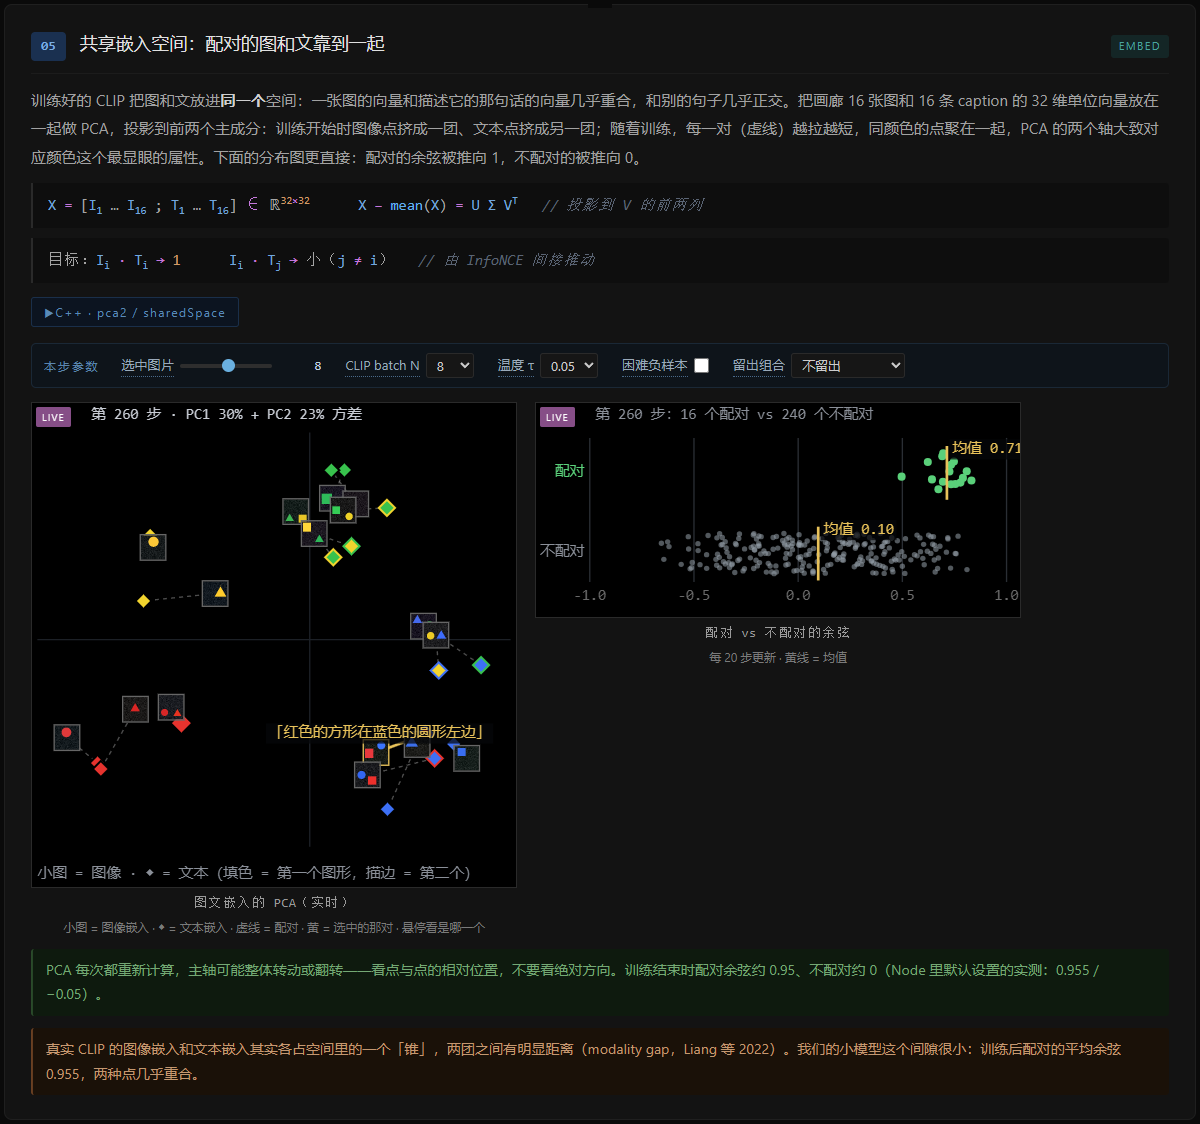 05 共享嵌入空间：配对的图和文靠到一起 EMBED
训练好的 CLIP 把图和文放进同一个空间：一张图的向量和描述它的那句话的向量几乎重合，和别的句子几乎正交。把画廊 16 张图和 16 条 caption 的 32 维单位向量放在
一起做 PCA，投影到前两个主成分：训练开始时图像点挤成一团、文本点挤成另一团；随着训练，每一对（虚线）越拉越短，同颜色的点聚在一起，PCA 的两个轴大致对
应颜色这个最显眼的属性。下面的分布图更直接：配对的余弦被推向 1，不配对的被推向 0。
X = [I₁ … I₁₆ ; T₁ … T₁₆] ∈ ℝ³²ˣ³² X − mean(X) = U Σ Vᵀ // 投影到 V 的前两列
目标：Iᵢ · Tᵢ → 1 Iᵢ · Tⱼ → 小（j ≠ i） // 由 InfoNCE 间接推动
▶C++ · pca2 / sharedSpace
本步参数 选中图片 8 CLIP batch N 8 温度 τ 0.05 困难负样本 留出组合 不留出
LIVE 第 260 步 · PC1 30% + PC2 23% 方差
「红色的方形在蓝色的圆形左边」
小图 = 图像 · ◆ = 文本 (填色 = 第一个图形, 描边 = 第二个)
图文嵌入的 PCA（实时）
小图 = 图像嵌入 · ◆ = 文本嵌入 · 虚线 = 配对 · 黄 = 选中的那对 · 悬停看是哪一个
LIVE 第 260 步: 16 个配对 vs 240 个不配对
配对 均值 0.71
不配对 均值 0.10
-1.0 -0.5 0.0 0.5 1.0
配对 vs 不配对的余弦
每 20 步更新 · 黄线 = 均值
PCA 每次都重新计算，主轴可能整体转动或翻转——看点与点的相对位置，不要看绝对方向。训练结束时配对余弦约 0.95、不配对约 0（Node 里默认设置的实测：0.955 /
−0.05）。
真实 CLIP 的图像嵌入和文本嵌入其实各占空间里的一个「锥」，两团之间有明显距离（modality gap，Liang 等 2022）。我们的小模型这个间隙很小：训练后配对的平均余弦
0.955，两种点几乎重合。